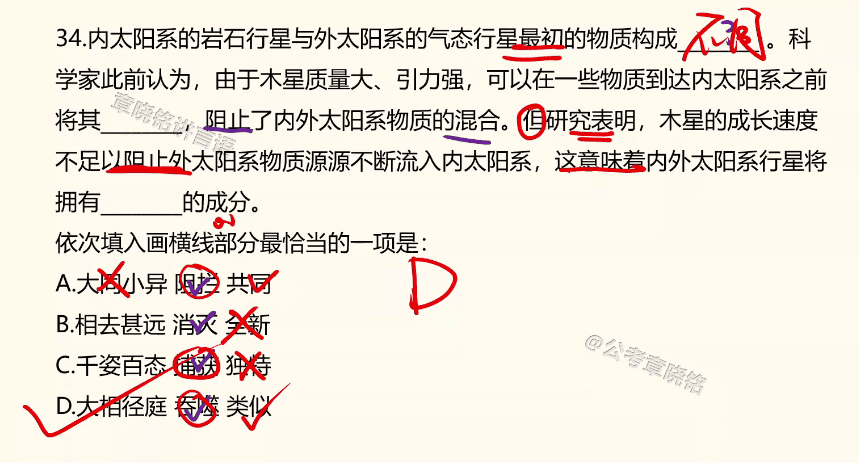 34.内太阳系的岩石行星与外太阳系的气态行星最初的物质构成______。科
不同
学家此前认为，由于木星质量大、引力强，可以在一些物质到达内太阳系之前
将其______，阻止了内外太阳系物质的混合。但研究表明，木星的成长速度
不足以阻止外太阳系物质源源不断流入内太阳系，这意味着内外太阳系行星将
拥有______的成分。
依次填入画横线部分最恰当的一项是：
A.大同小异 阻拦 共同
B.相去甚远 消灭 全新
C.千姿百态 捕获 独特
D.大相径庭 吞噬 类似
D
章晓铭讲言语
@公考章晓铭